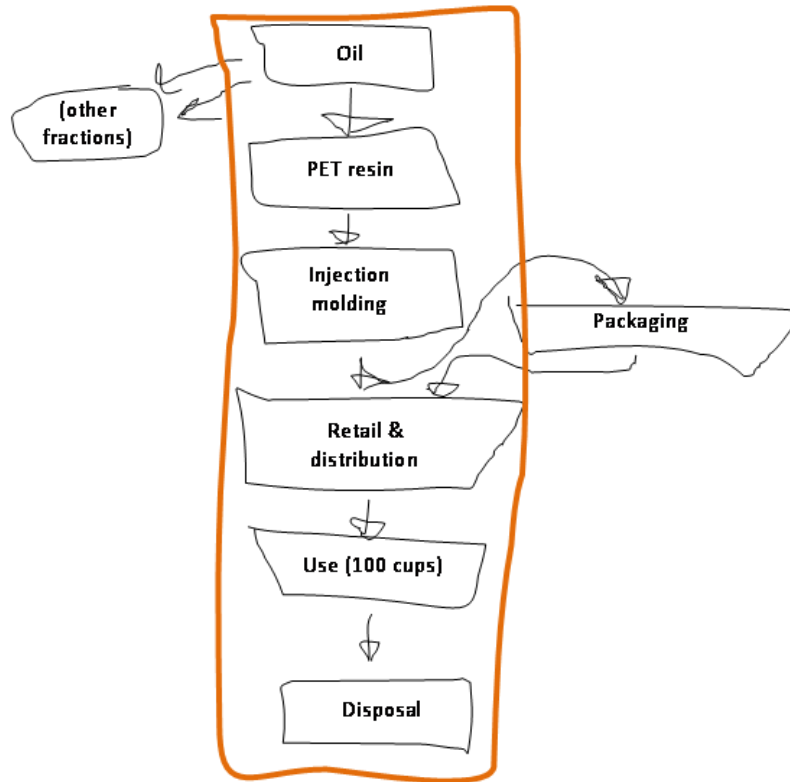 Oil
(other
fractions)
PET resin
Injection
molding
Packaging
Retail &
distribution
Use (100 cups)
Disposal